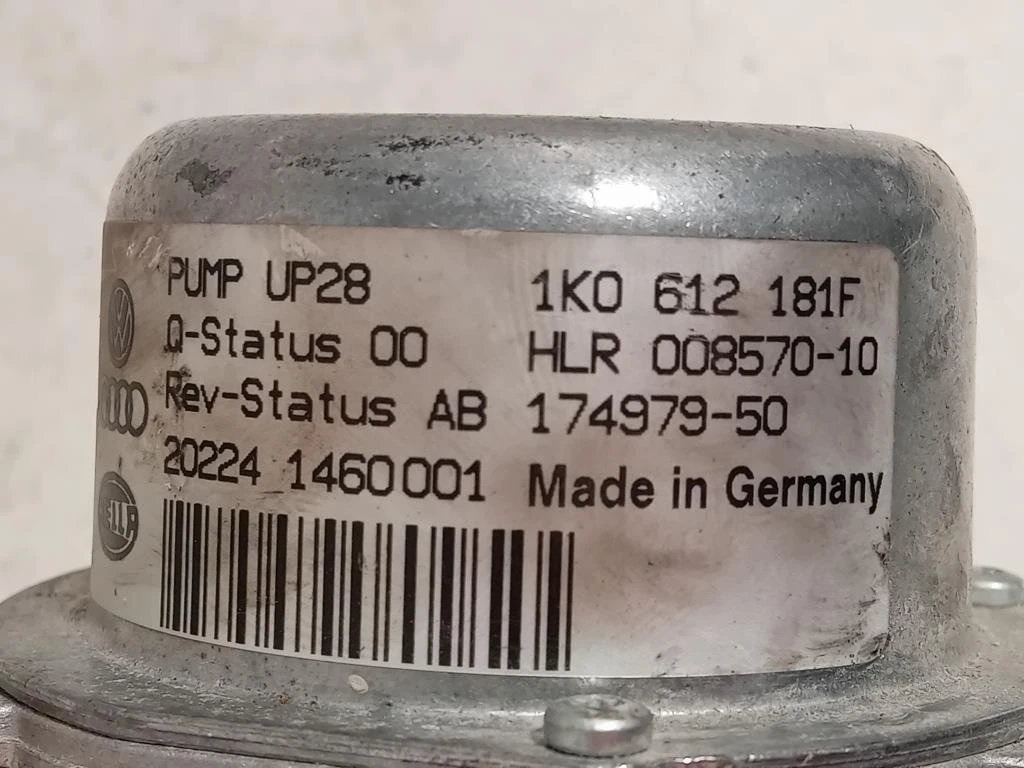 PUMP UP28 1K0 612 181F
Q-Status 00 HLR 008570-10
Rev-Status AB 174979-50
20224 1460001 Made in Germany